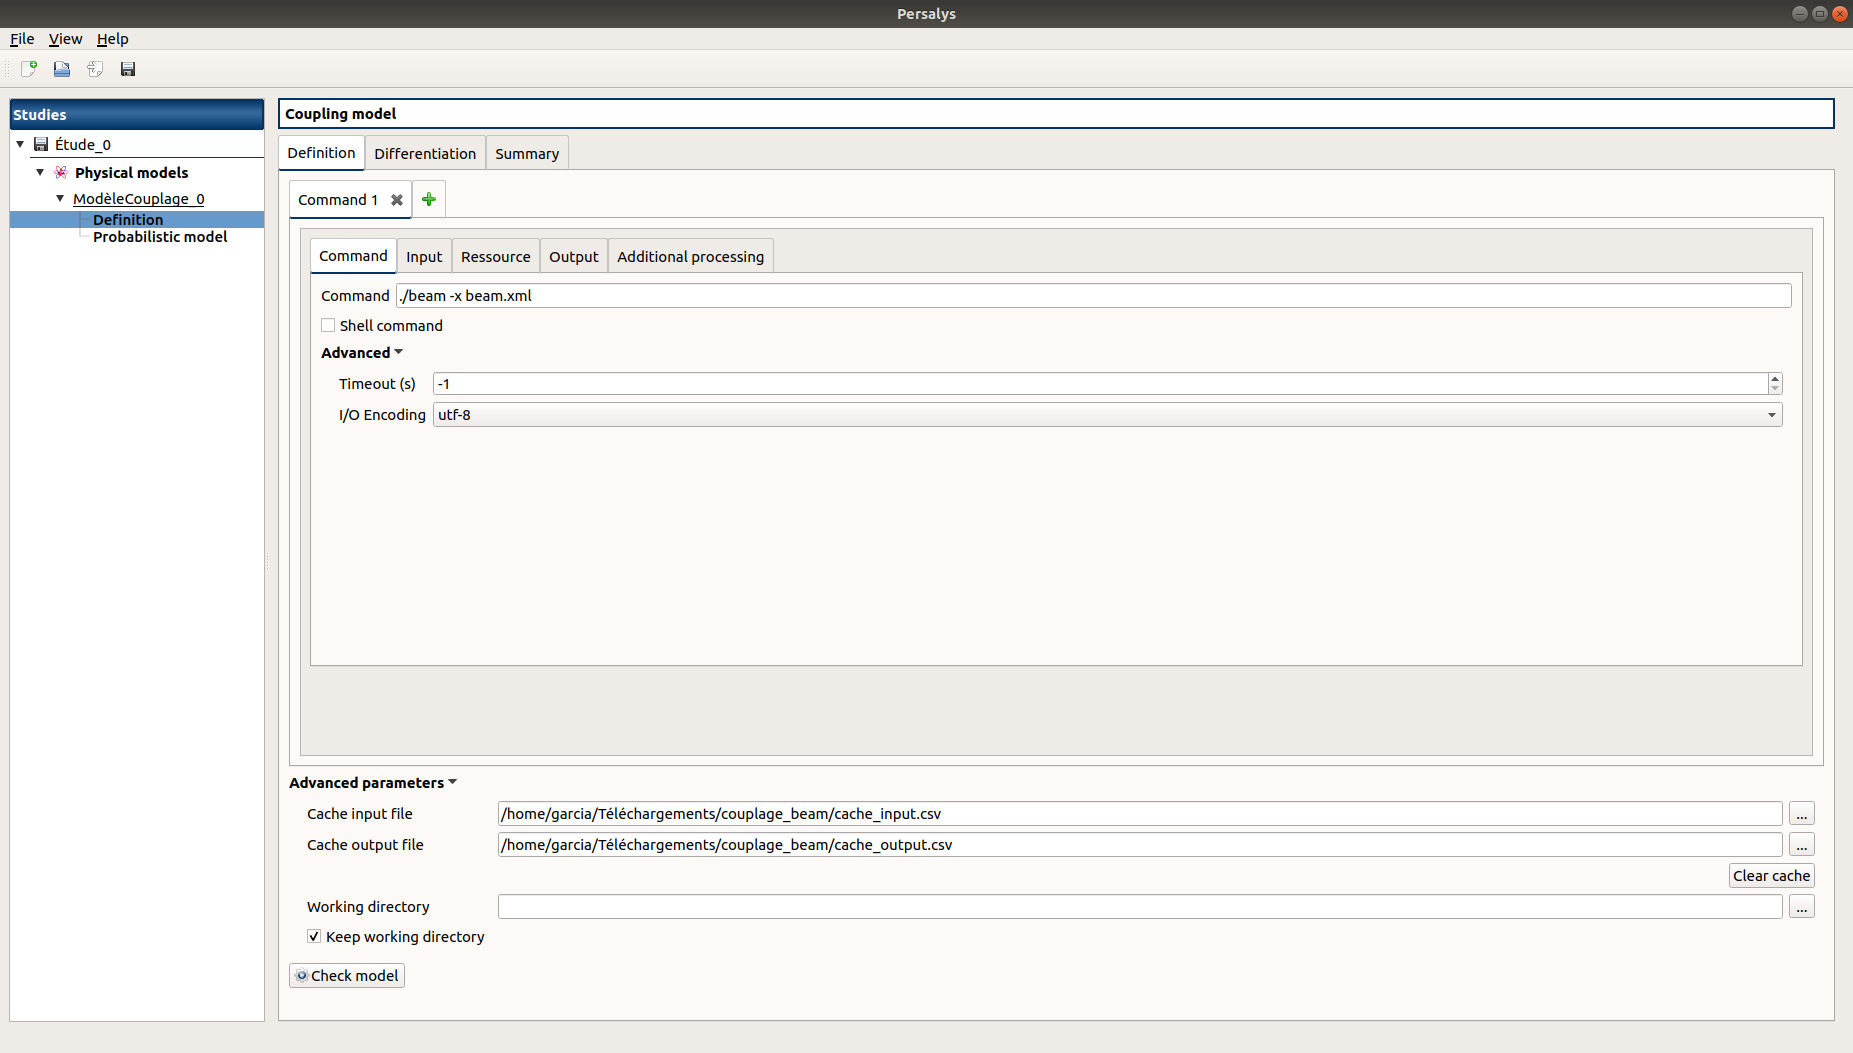 Persalys
File View Help
Studies
Étude_0
Physical models
ModèleCouplage_0
Definition
Probabilistic model
Coupling model
Definition Differentiation Summary
Command 1
Command Input Ressource Output Additional processing
Command ./beam -x beam.xml
Shell command
Advanced
Timeout (s) -1
I/O Encoding utf-8
Advanced parameters
Cache input file /home/garcia/Téléchargements/couplage_beam/cache_input.csv ...
Cache output file /home/garcia/Téléchargements/couplage_beam/cache_output.csv ...
Clear cache
Working directory ...
Keep working directory
Check model